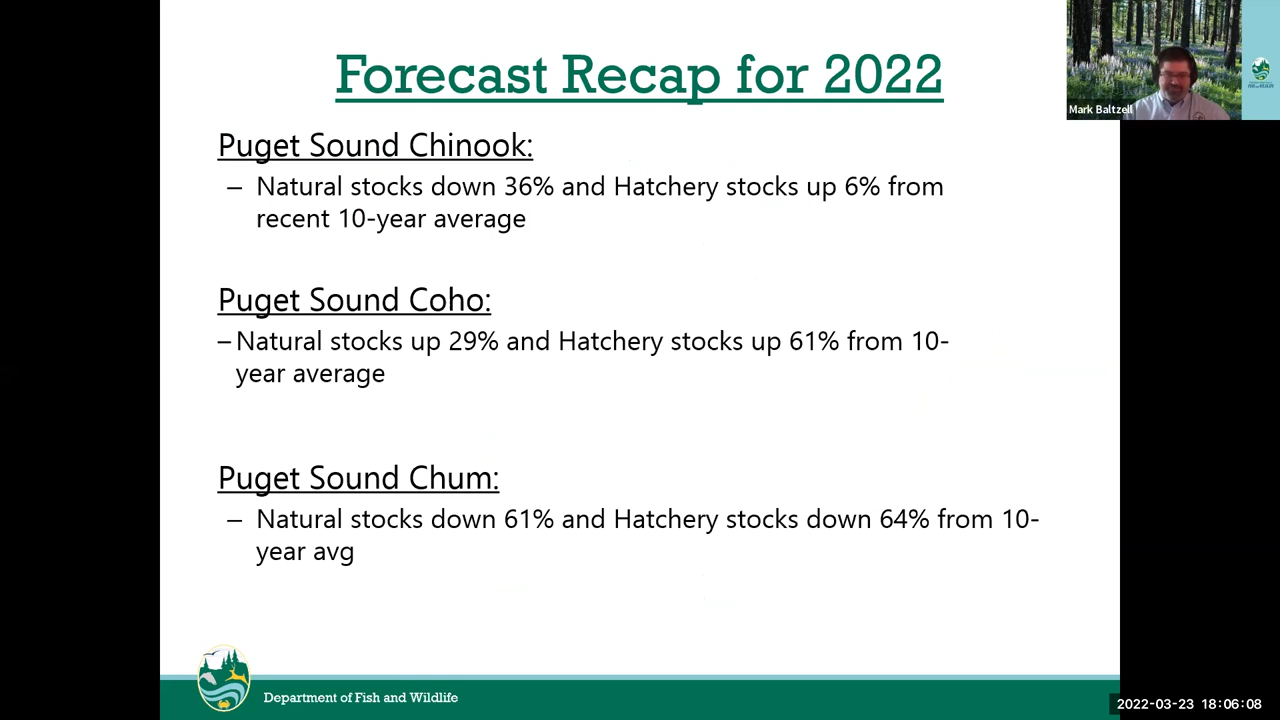 Forecast Recap for 2022
Mark Baltzell
Puget Sound Chinook:
– Natural stocks down 36% and Hatchery stocks up 6% from
recent 10-year average
Puget Sound Coho:
– Natural stocks up 29% and Hatchery stocks up 61% from 10-
year average
Puget Sound Chum:
– Natural stocks down 61% and Hatchery stocks down 64% from 10-
year avg
Department of Fish and Wildlife
2022-03-23 18:06:08